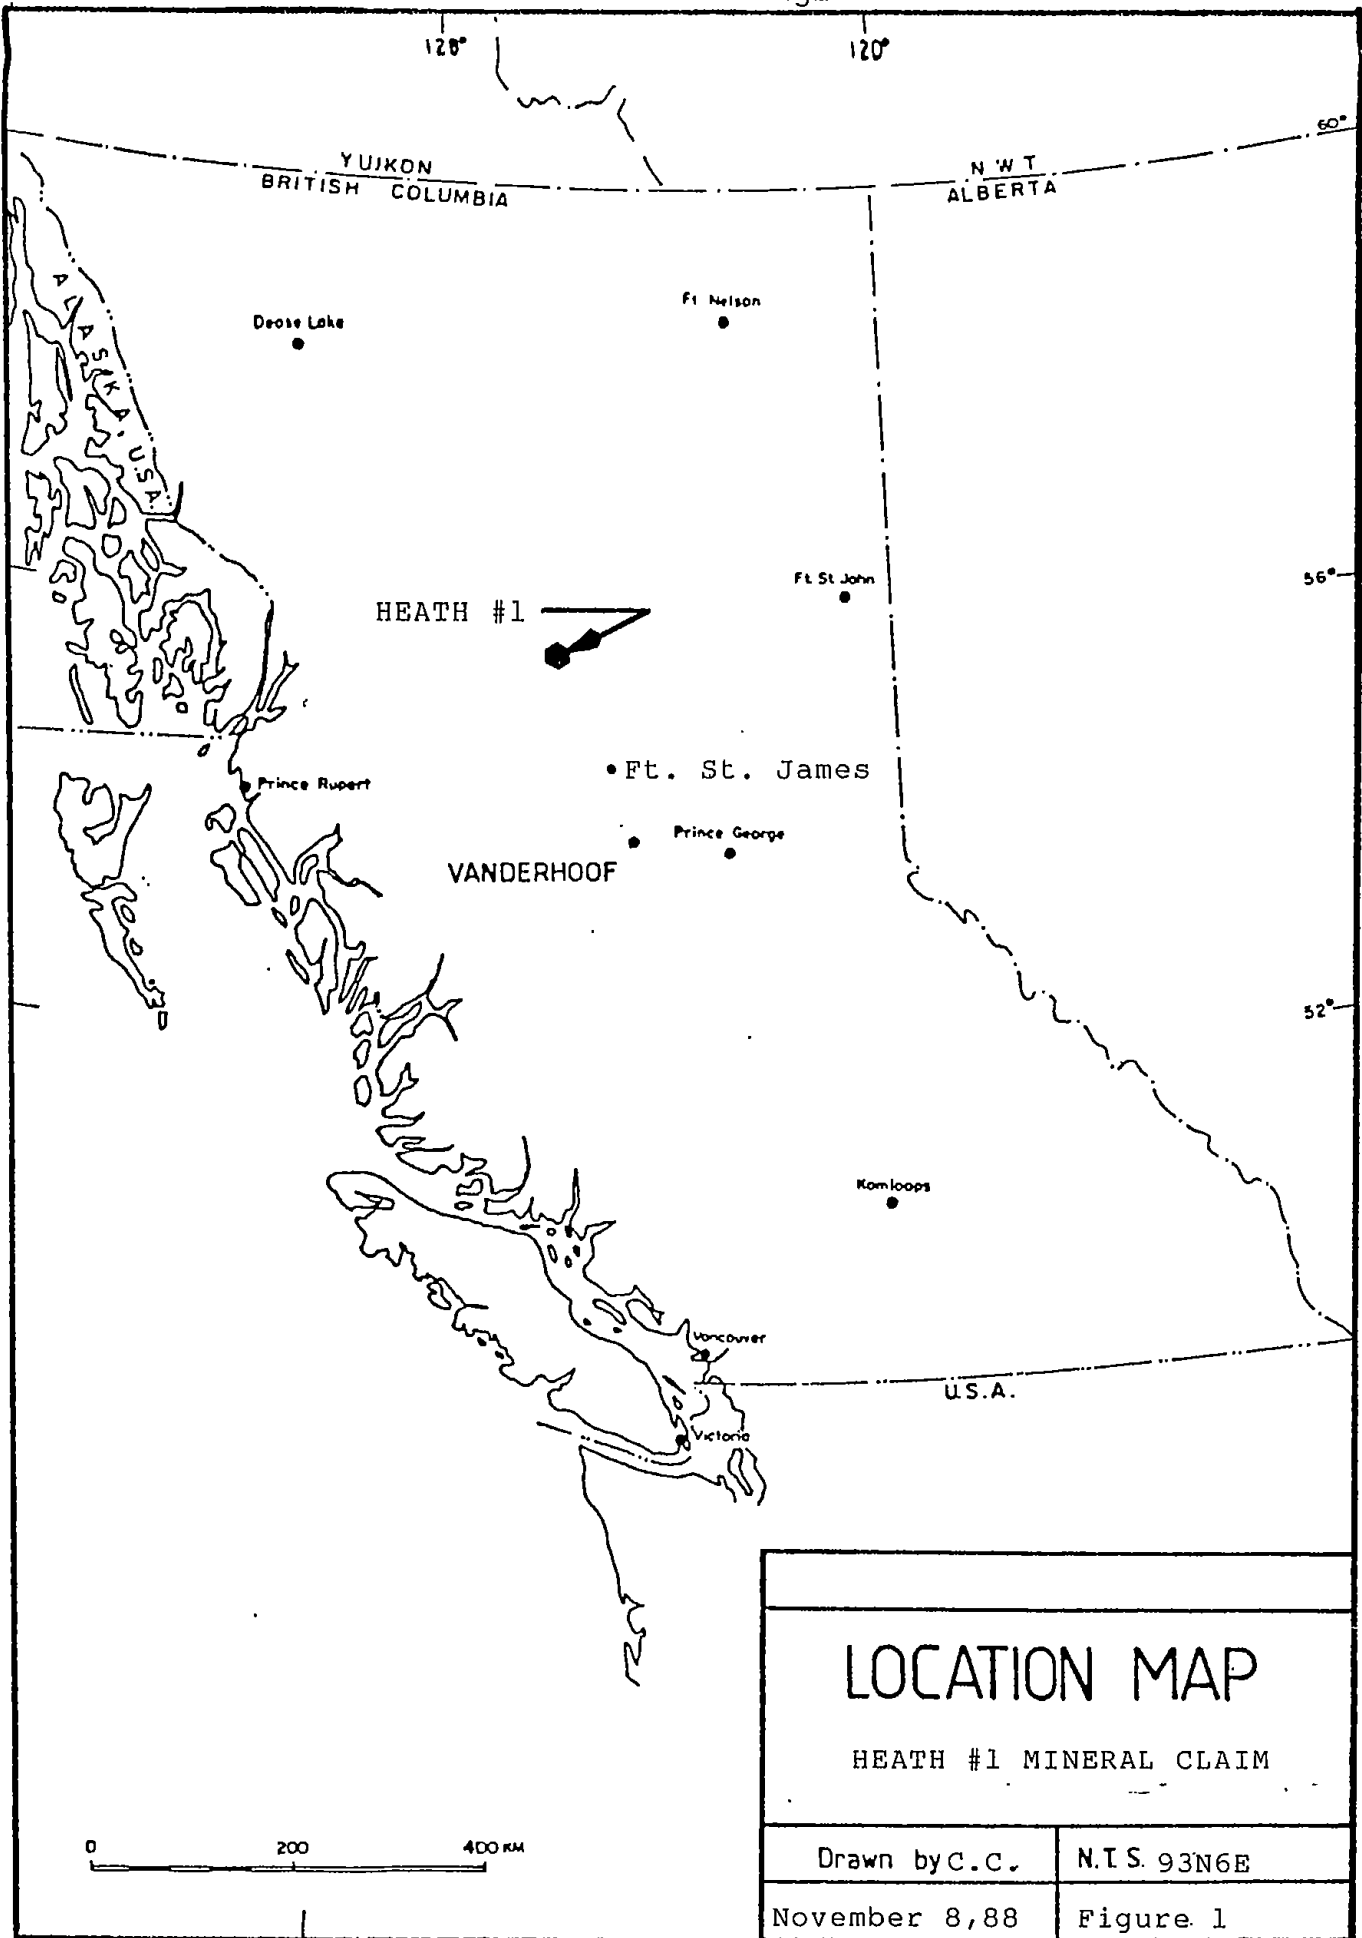 128°
120°
60°
YUKON
N W T
BRITISH COLUMBIA
ALBERTA
ALASKA, U.S.A.
Ft Nelson
Dease Lake
Ft St John
56°
HEATH #1
Ft. St. James
Prince Rupert
Prince George
VANDERHOOF
52°
Kamloops
Vancouver
U.S.A.
Victoria
LOCATION MAP
HEATH #1 MINERAL CLAIM
0 200 400 KM
Drawn by C.C.
N.T.S. 93N6E
November 8,88
Figure 1